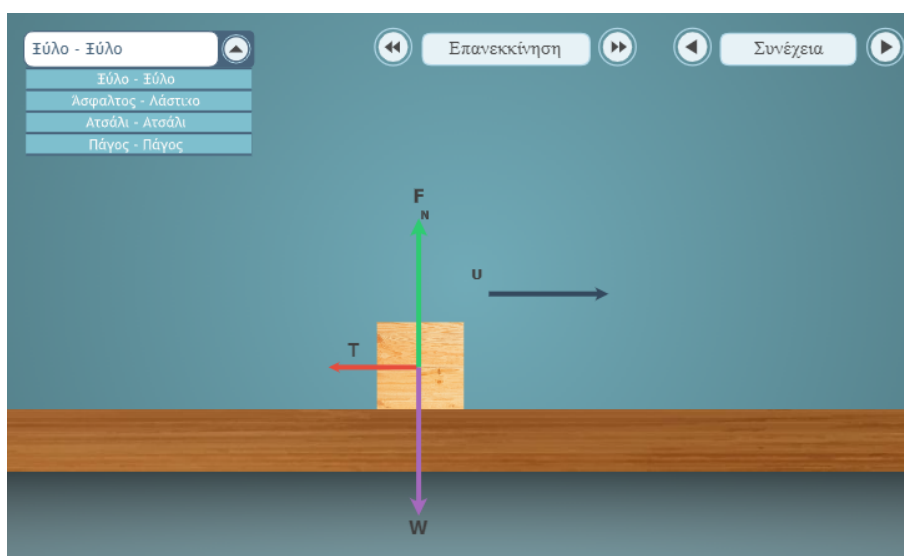 Ξύλο - Ξύλο
Επανεκκίνηση
Συνέχεια
Ξύλο - Ξύλο
Άσφαλτος - Λάστιχο
Ατσάλι - Ατσάλι
Πάγος - Πάγος
F
N
υ
T
W